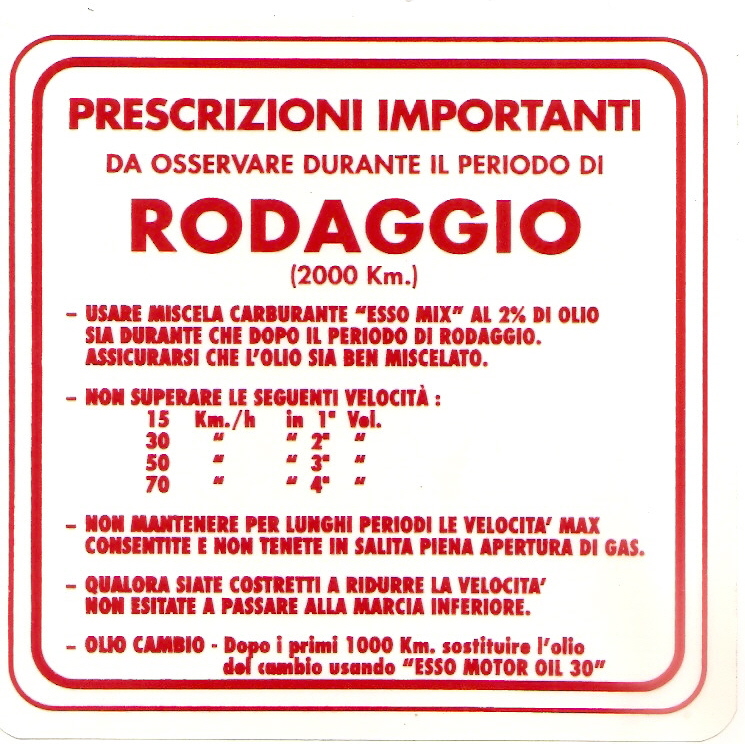 PRESCRIZIONI IMPORTANTI
DA OSSERVARE DURANTE IL PERIODO DI
RODAGGIO
(2000 Km.)
– USARE MISCELA CARBURANTE "ESSO MIX" AL 2% DI OLIO
SIA DURANTE CHE DOPO IL PERIODO DI RODAGGIO.
ASSICURARSI CHE L'OLIO SIA BEN MISCELATO.
– NON SUPERARE LE SEGUENTI VELOCITÀ :
15 Km./h in 1ª Vel.
30 " " 2ª "
50 " " 3ª "
70 " " 4ª "
– NON MANTENERE PER LUNGHI PERIODI LE VELOCITA' MAX
CONSENTITE E NON TENETE IN SALITA PIENA APERTURA DI GAS.
– QUALORA SIATE COSTRETTI A RIDURRE LA VELOCITA'
NON ESITATE A PASSARE ALLA MARCIA INFERIORE.
– OLIO CAMBIO - Dopo i primi 1000 Km. sostituire l'olio
del cambio usando "ESSO MOTOR OIL 30"